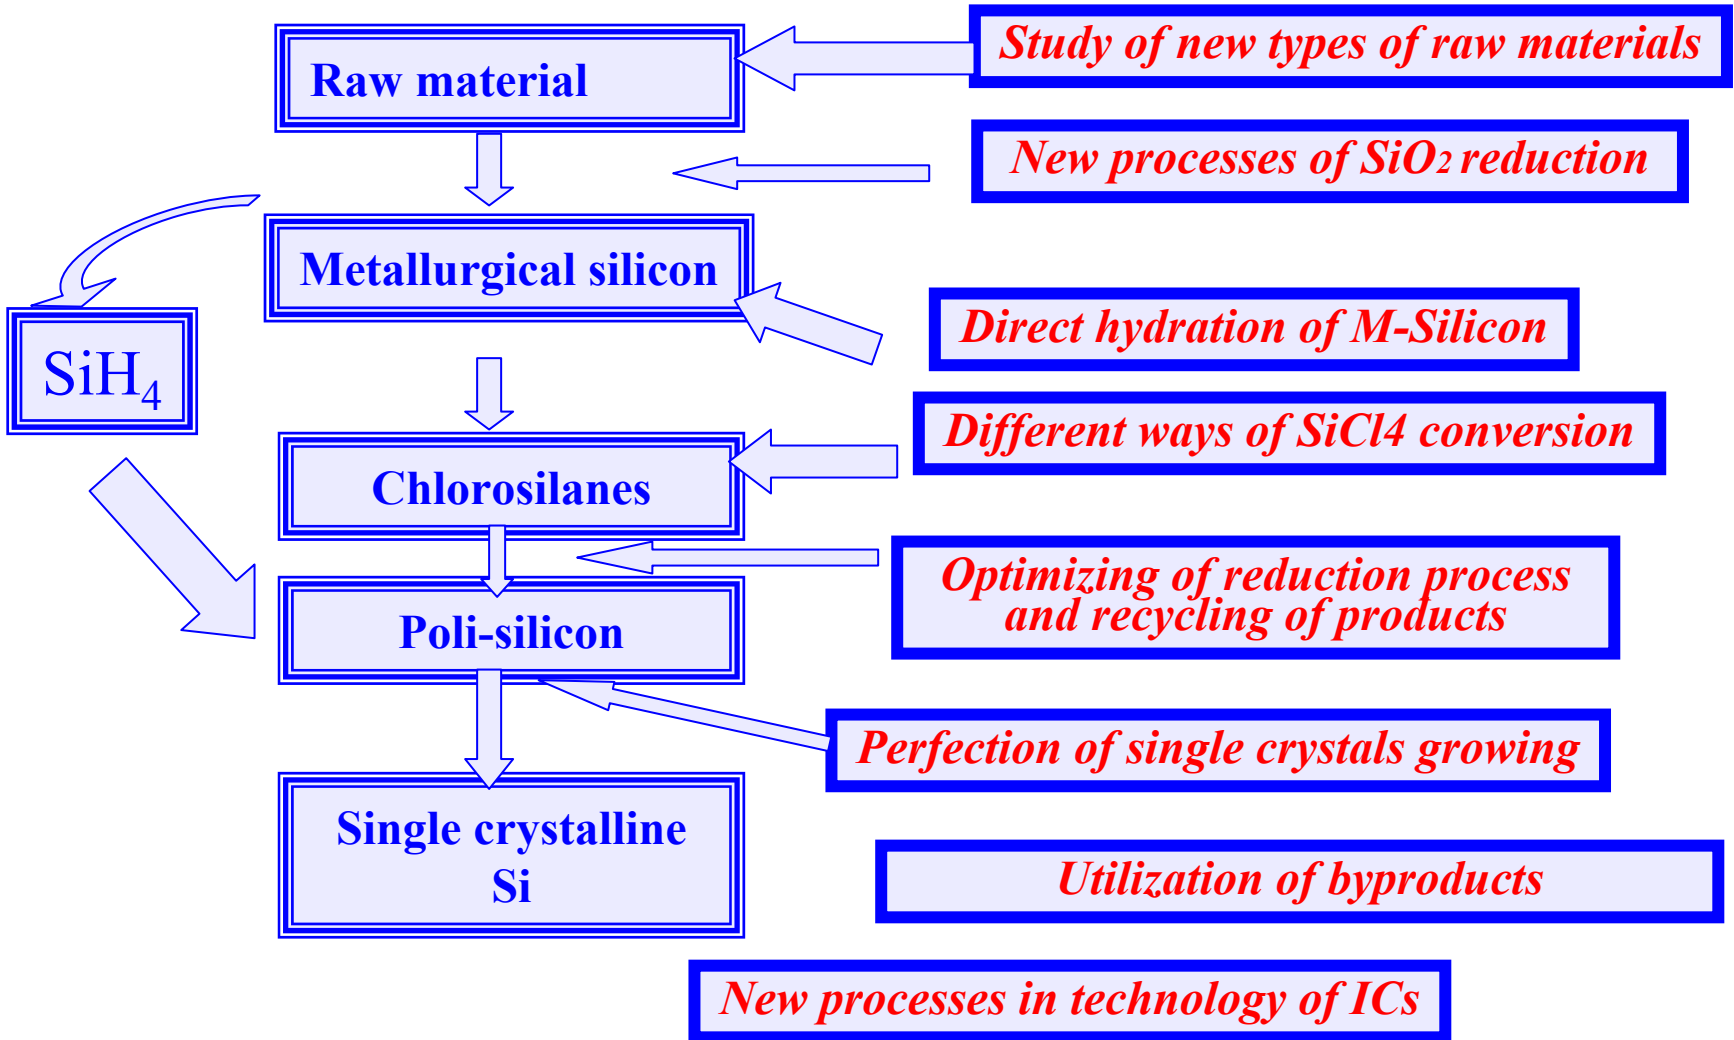 Raw material
Study of new types of raw materials
New processes of SiO₂ reduction
Metallurgical silicon
Direct hydration of M-Silicon
SiH₄
Different ways of SiCl4 conversion
Chlorosilanes
Optimizing of reduction process
and recycling of products
Poli-silicon
Perfection of single crystals growing
Single crystalline
Si
Utilization of byproducts
New processes in technology of ICs